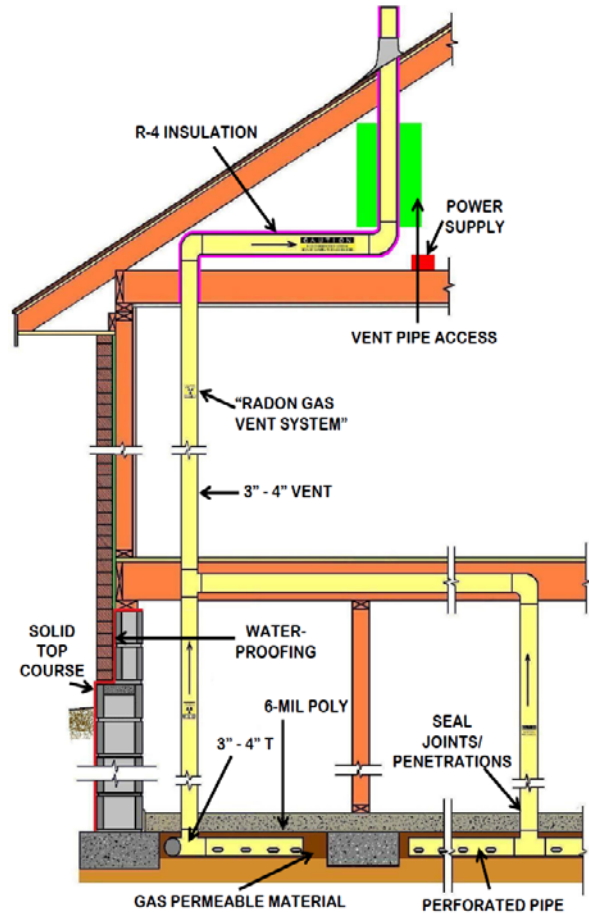 R-4 INSULATION
CAUTION
POWER
SUPPLY
VENT PIPE ACCESS
“RADON GAS
VENT SYSTEM”
3” - 4” VENT
SOLID
TOP
COURSE
WATER-
PROOFING
6-MIL POLY
3” - 4” T
SEAL
JOINTS/
PENETRATIONS
GAS PERMEABLE MATERIAL
PERFORATED PIPE